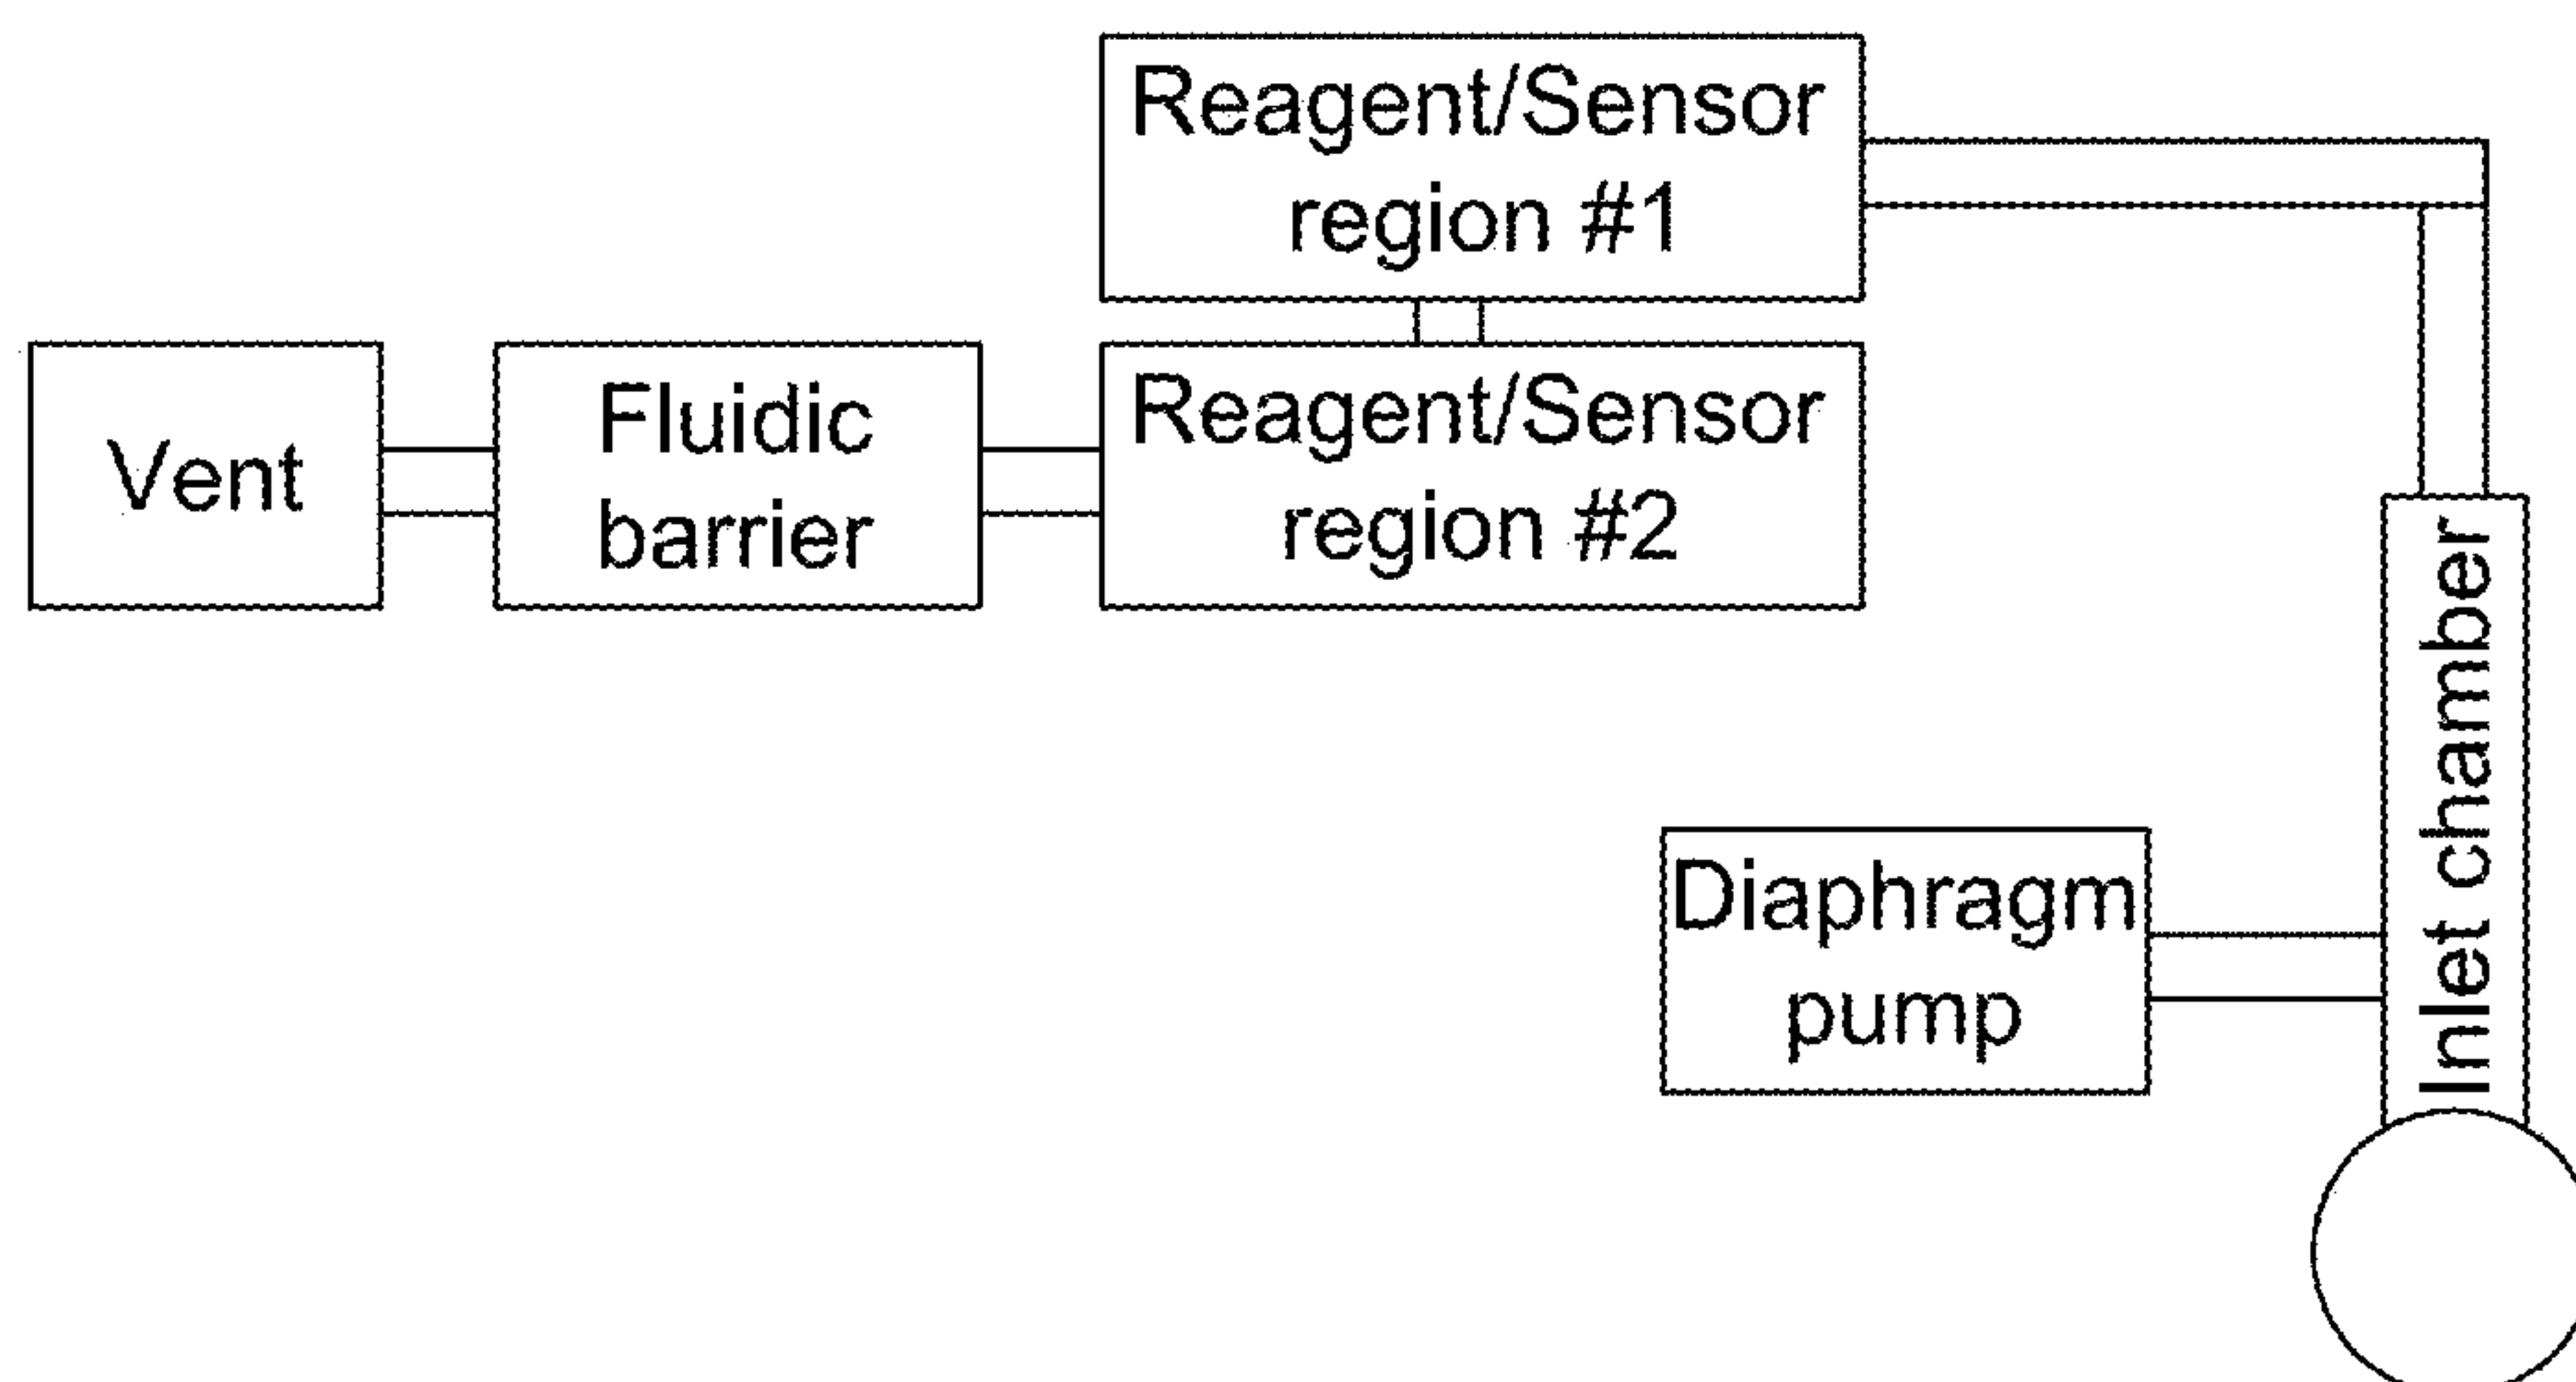 Reagent/Sensor
region #1
Vent
Fluidic
barrier
Reagent/Sensor
region #2
Inlet chamber
Diaphragm
pump